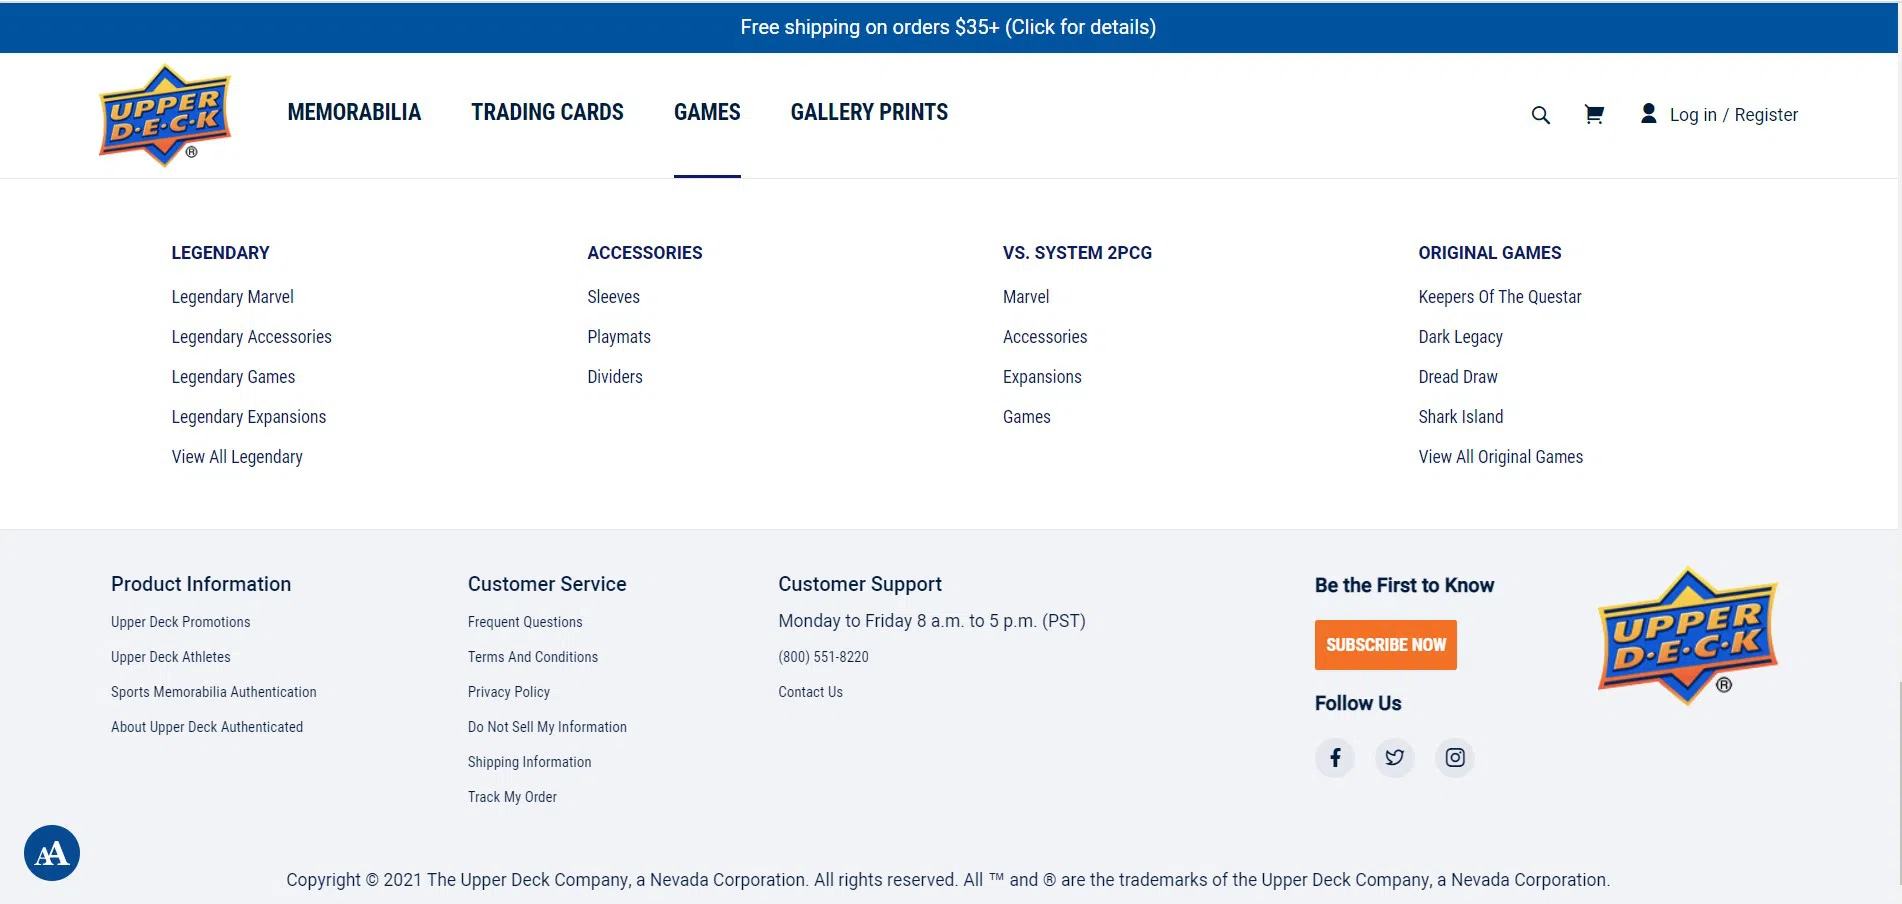 Free shipping on orders $35+ (Click for details)
UPPER
D·E·C·K
®
MEMORABILIA
TRADING CARDS
GAMES
GALLERY PRINTS
Log in / Register
LEGENDARY
Legendary Marvel
Legendary Accessories
Legendary Games
Legendary Expansions
View All Legendary
ACCESSORIES
Sleeves
Playmats
Dividers
VS. SYSTEM 2PCG
Marvel
Accessories
Expansions
Games
ORIGINAL GAMES
Keepers Of The Questar
Dark Legacy
Dread Draw
Shark Island
View All Original Games
Product Information
Upper Deck Promotions
Upper Deck Athletes
Sports Memorabilia Authentication
About Upper Deck Authenticated
Customer Service
Frequent Questions
Terms And Conditions
Privacy Policy
Do Not Sell My Information
Shipping Information
Track My Order
Customer Support
Monday to Friday 8 a.m. to 5 p.m. (PST)
(800) 551-8220
Contact Us
Be the First to Know
SUBSCRIBE NOW
Follow Us
UPPER
D·E·C·K
®
AA
Copyright © 2021 The Upper Deck Company, a Nevada Corporation. All rights reserved. All ™ and ® are the trademarks of the Upper Deck Company, a Nevada Corporation.